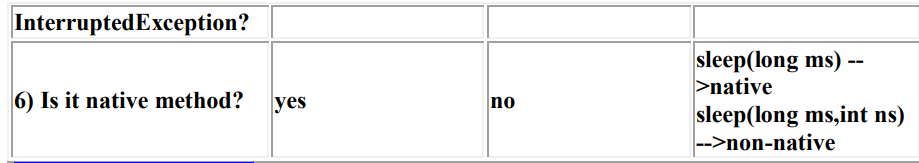 InterruptedException?
6) Is it native method?
yes
no
sleep(long ms) --
>native
sleep(long ms,int ns)
-->non-native